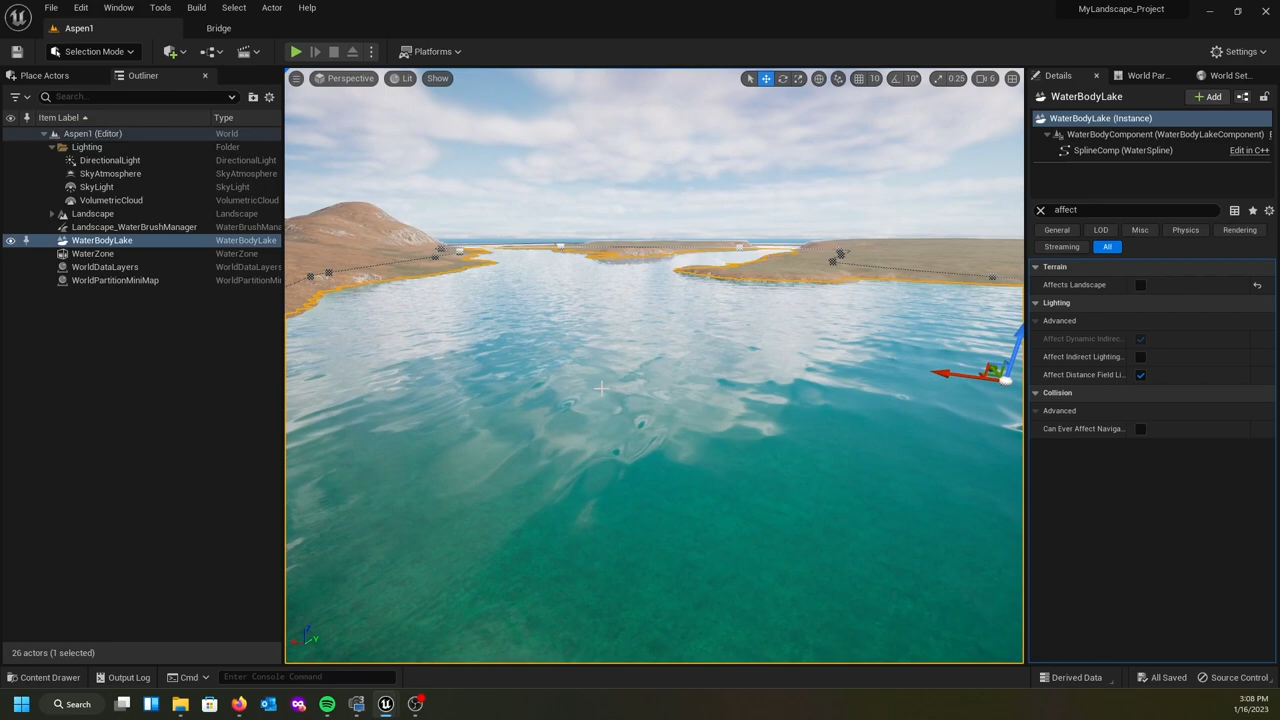 File Edit Window Tools Build Select Actor Help
MyLandscape_Project
Aspen1
Bridge
Selection Mode
Platforms
Settings
Place Actors
Outliner
Search...
Item Label
Type
Aspen1 (Editor) World
Lighting Folder
DirectionalLight DirectionalLight
SkyAtmosphere SkyAtmosphere
SkyLight SkyLight
VolumetricCloud VolumetricCloud
Landscape Landscape
Landscape_WaterBrushManager WaterBrushMana
WaterBodyLake WaterBodyLake
WaterZone WaterZone
WorldDataLayers WorldDataLayers
WorldPartitionMiniMap WorldPartitionMi
26 actors (1 selected)
Perspective Lit Show
10 10° 0.25 6
Z
Y
Details World Par... World Set...
WaterBodyLake
Add
WaterBodyLake (Instance)
WaterBodyComponent (WaterBodyLakeComponent)
SplineComp (WaterSpline) Edit in C++
affect
General LOD Misc Physics Rendering
Streaming All
Terrain
Affects Landscape
Lighting
Advanced
Affect Dynamic Indirec...
Affect Indirect Lighting...
Affect Distance Field Li...
Collision
Advanced
Can Ever Affect Naviga...
Content Drawer Output Log Cmd Enter Console Command
Derived Data All Saved Source Control
Search
3:08 PM
1/16/2023